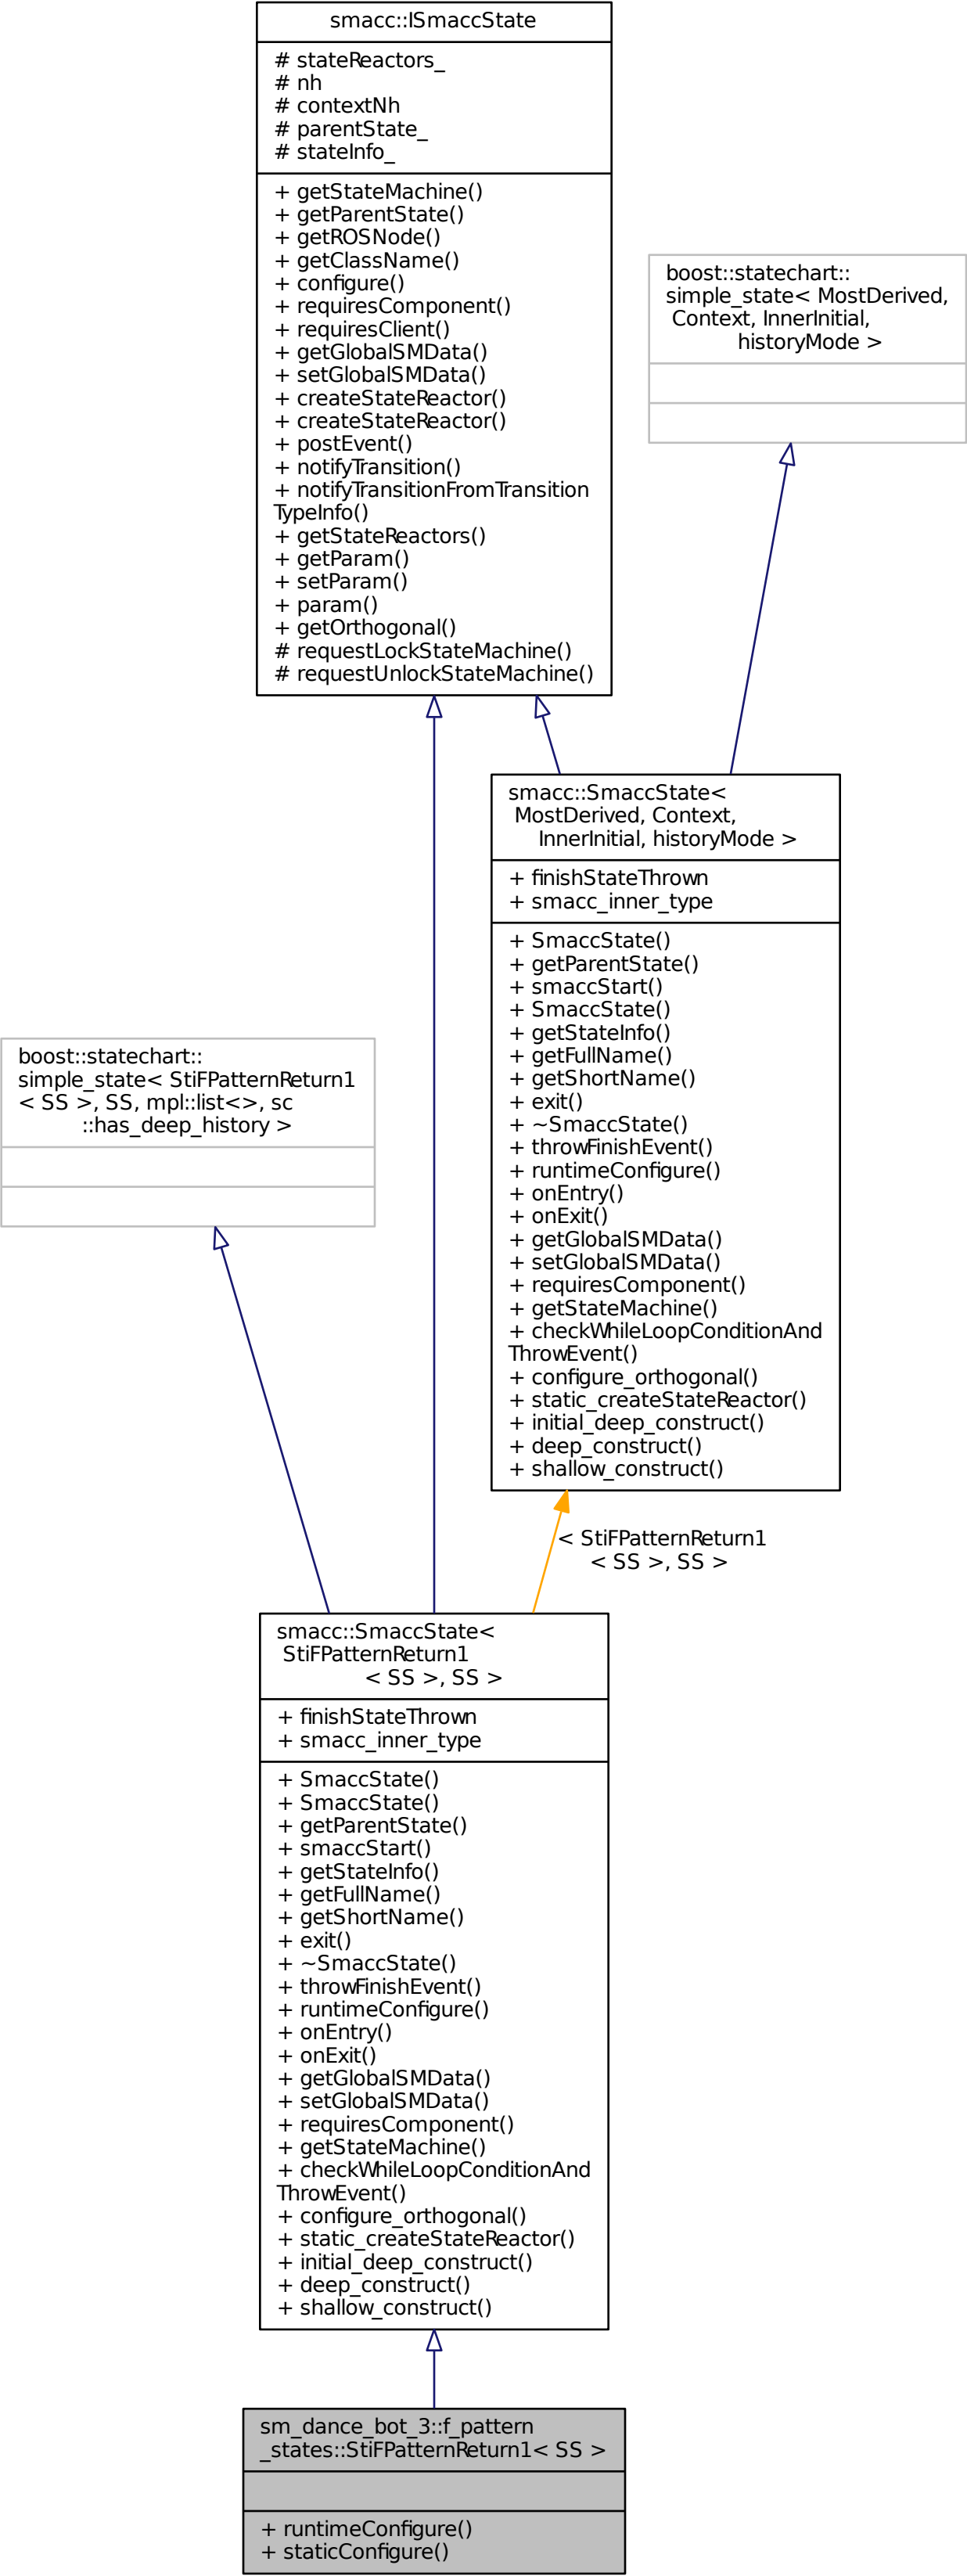 smacc::ISmaccState
# stateReactors_
# nh
# contextNh
# parentState_
# stateInfo_
+ getStateMachine()
+ getParentState()
+ getROSNode()
+ getClassName()
+ configure()
+ requiresComponent()
+ requiresClient()
+ getGlobalSMData()
+ setGlobalSMData()
+ createStateReactor()
+ createStateReactor()
+ postEvent()
+ notifyTransition()
+ notifyTransitionFromTransition
TypeInfo()
+ getStateReactors()
+ getParam()
+ setParam()
+ param()
+ getOrthogonal()
# requestLockStateMachine()
# requestUnlockStateMachine()
boost::statechart::
simple_state< MostDerived,
Context, InnerInitial,
historyMode >
smacc::SmaccState<
MostDerived, Context,
InnerInitial, historyMode >
+ finishStateThrown
+ smacc_inner_type
+ SmaccState()
+ getParentState()
+ smaccStart()
+ SmaccState()
+ getStateInfo()
+ getFullName()
+ getShortName()
+ exit()
+ ~SmaccState()
+ throwFinishEvent()
+ runtimeConfigure()
+ onEntry()
+ onExit()
+ getGlobalSMData()
+ setGlobalSMData()
+ requiresComponent()
+ getStateMachine()
+ checkWhileLoopConditionAnd
ThrowEvent()
+ configure_orthogonal()
+ static_createStateReactor()
+ initial_deep_construct()
+ deep_construct()
+ shallow_construct()
boost::statechart::
simple_state< StiFPatternReturn1
< SS >, SS, mpl::list<>, sc
::has_deep_history >
< StiFPatternReturn1
< SS >, SS >
smacc::SmaccState<
StiFPatternReturn1
< SS >, SS >
+ finishStateThrown
+ smacc_inner_type
+ SmaccState()
+ SmaccState()
+ getParentState()
+ smaccStart()
+ getStateInfo()
+ getFullName()
+ getShortName()
+ exit()
+ ~SmaccState()
+ throwFinishEvent()
+ runtimeConfigure()
+ onEntry()
+ onExit()
+ getGlobalSMData()
+ setGlobalSMData()
+ requiresComponent()
+ getStateMachine()
+ checkWhileLoopConditionAnd
ThrowEvent()
+ configure_orthogonal()
+ static_createStateReactor()
+ initial_deep_construct()
+ deep_construct()
+ shallow_construct()
sm_dance_bot_3::f_pattern
_states::StiFPatternReturn1< SS >
+ runtimeConfigure()
+ staticConfigure()